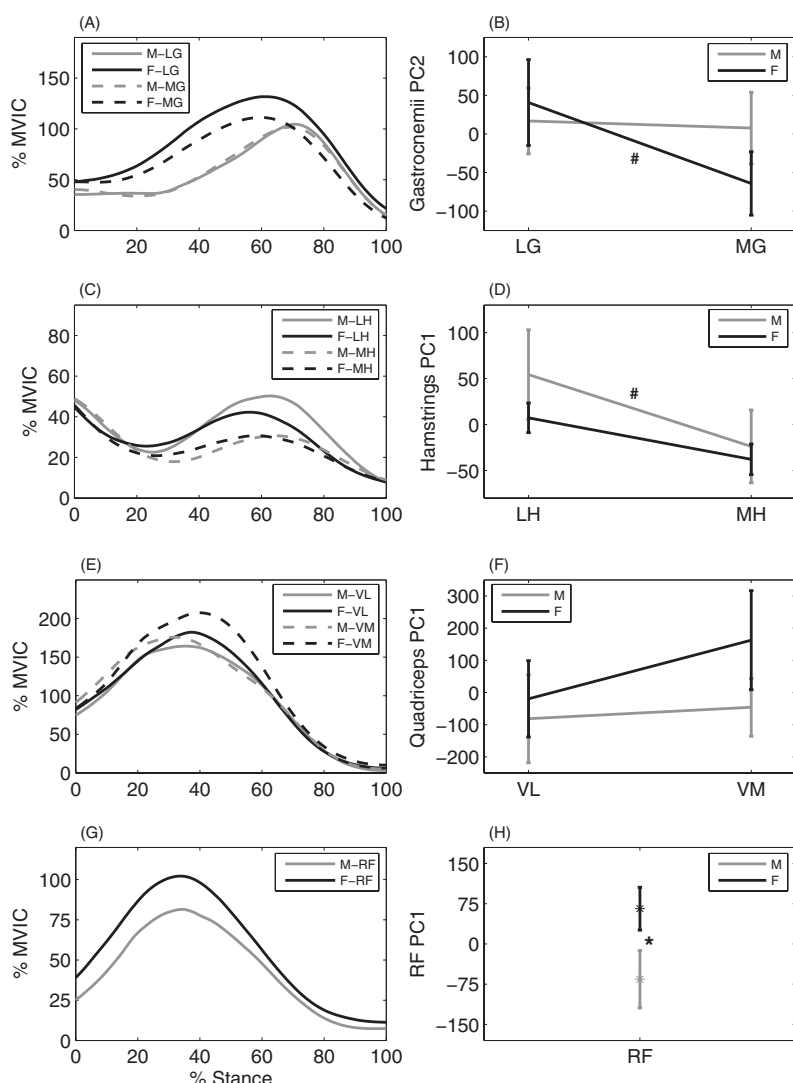 (A)
% MVIC
150
100
50
0
20 40 60 80 100
M-LG
F-LG
M-MG
F-MG
(B)
Gastrocnemii PC2
100
50
0
−50
−100
LG MG
M
F
#
(C)
% MVIC
80
60
40
20
0
20 40 60 80 100
M-LH
F-LH
M-MH
F-MH
(D)
Hamstrings PC1
100
50
0
−50
LH MH
M
F
#
(E)
% MVIC
200
150
100
50
0
0 20 40 60 80 100
M-VL
F-VL
M-VM
F-VM
(F)
Quadriceps PC1
300
200
100
0
−100
−200
VL VM
M
F
(G)
% MVIC
100
75
50
25
0
0 20 40 60 80 100
% Stance
M-RF
F-RF
(H)
RF PC1
150
75
0
−75
−150
RF
M
F
*